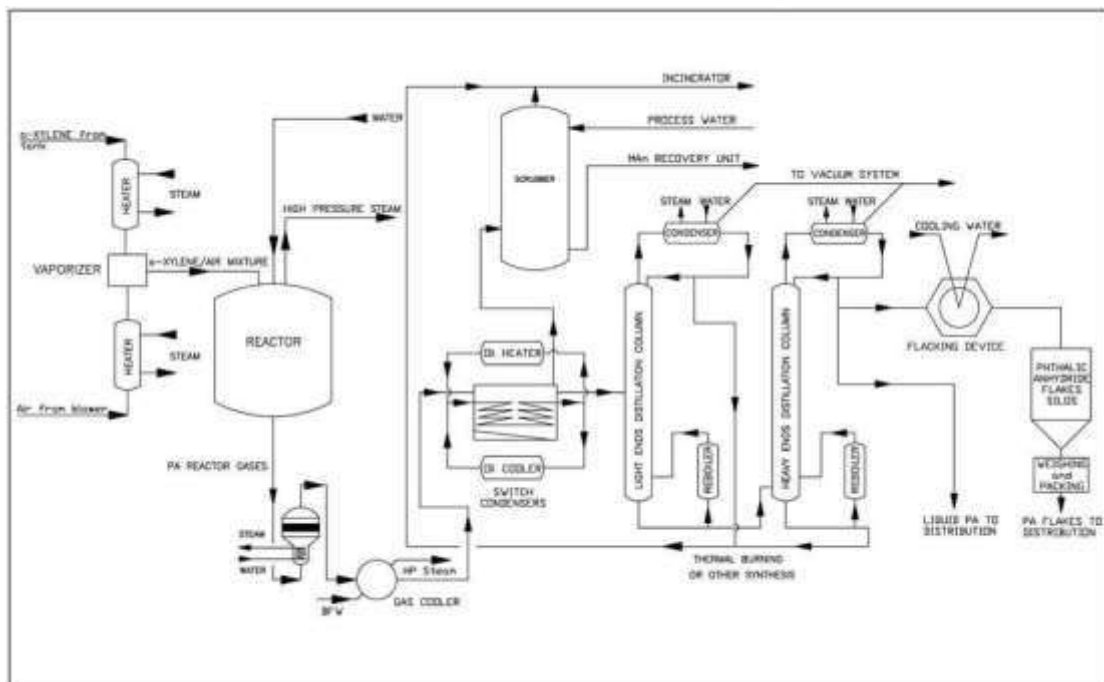 INCINERATOR
WATER
PROCESS WATER
o-XYLENE from
tank
MAn RECOVERY UNIT
SCRUBBER
TO VACUUM SYSTEM
HEATER
STEAM
STEAM WATER
STEAM WATER
HIGH PRESSURE STEAM
CONDENSER
CONDENSER
COOLING WATER
VAPORIZER
o-XYLENE/AIR MIXTURE
REACTOR
FLACKING DEVICE
HEATER
STEAM
OIL HEATER
PHTHALIC
ANHYDRIDE
FLAKES
SILOS
Air from blower
LIGHT ENDS DISTILLATION COLUMN
HEAVY ENDS DISTILLATION COLUMN
PA REACTOR GASES
OIL COOLER
REBOILER
REBOILER
WEIGHING
and
PACKING
SWITCH
CONDENSERS
LIQUID PA TO
DISTRIBUTION
PA FLAKES TO
DISTRIBUTION
STEAM
WATER
HP Steam
THERMAL BURNING
OR OTHER SYNTHESIS
GAS COOLER
BFW